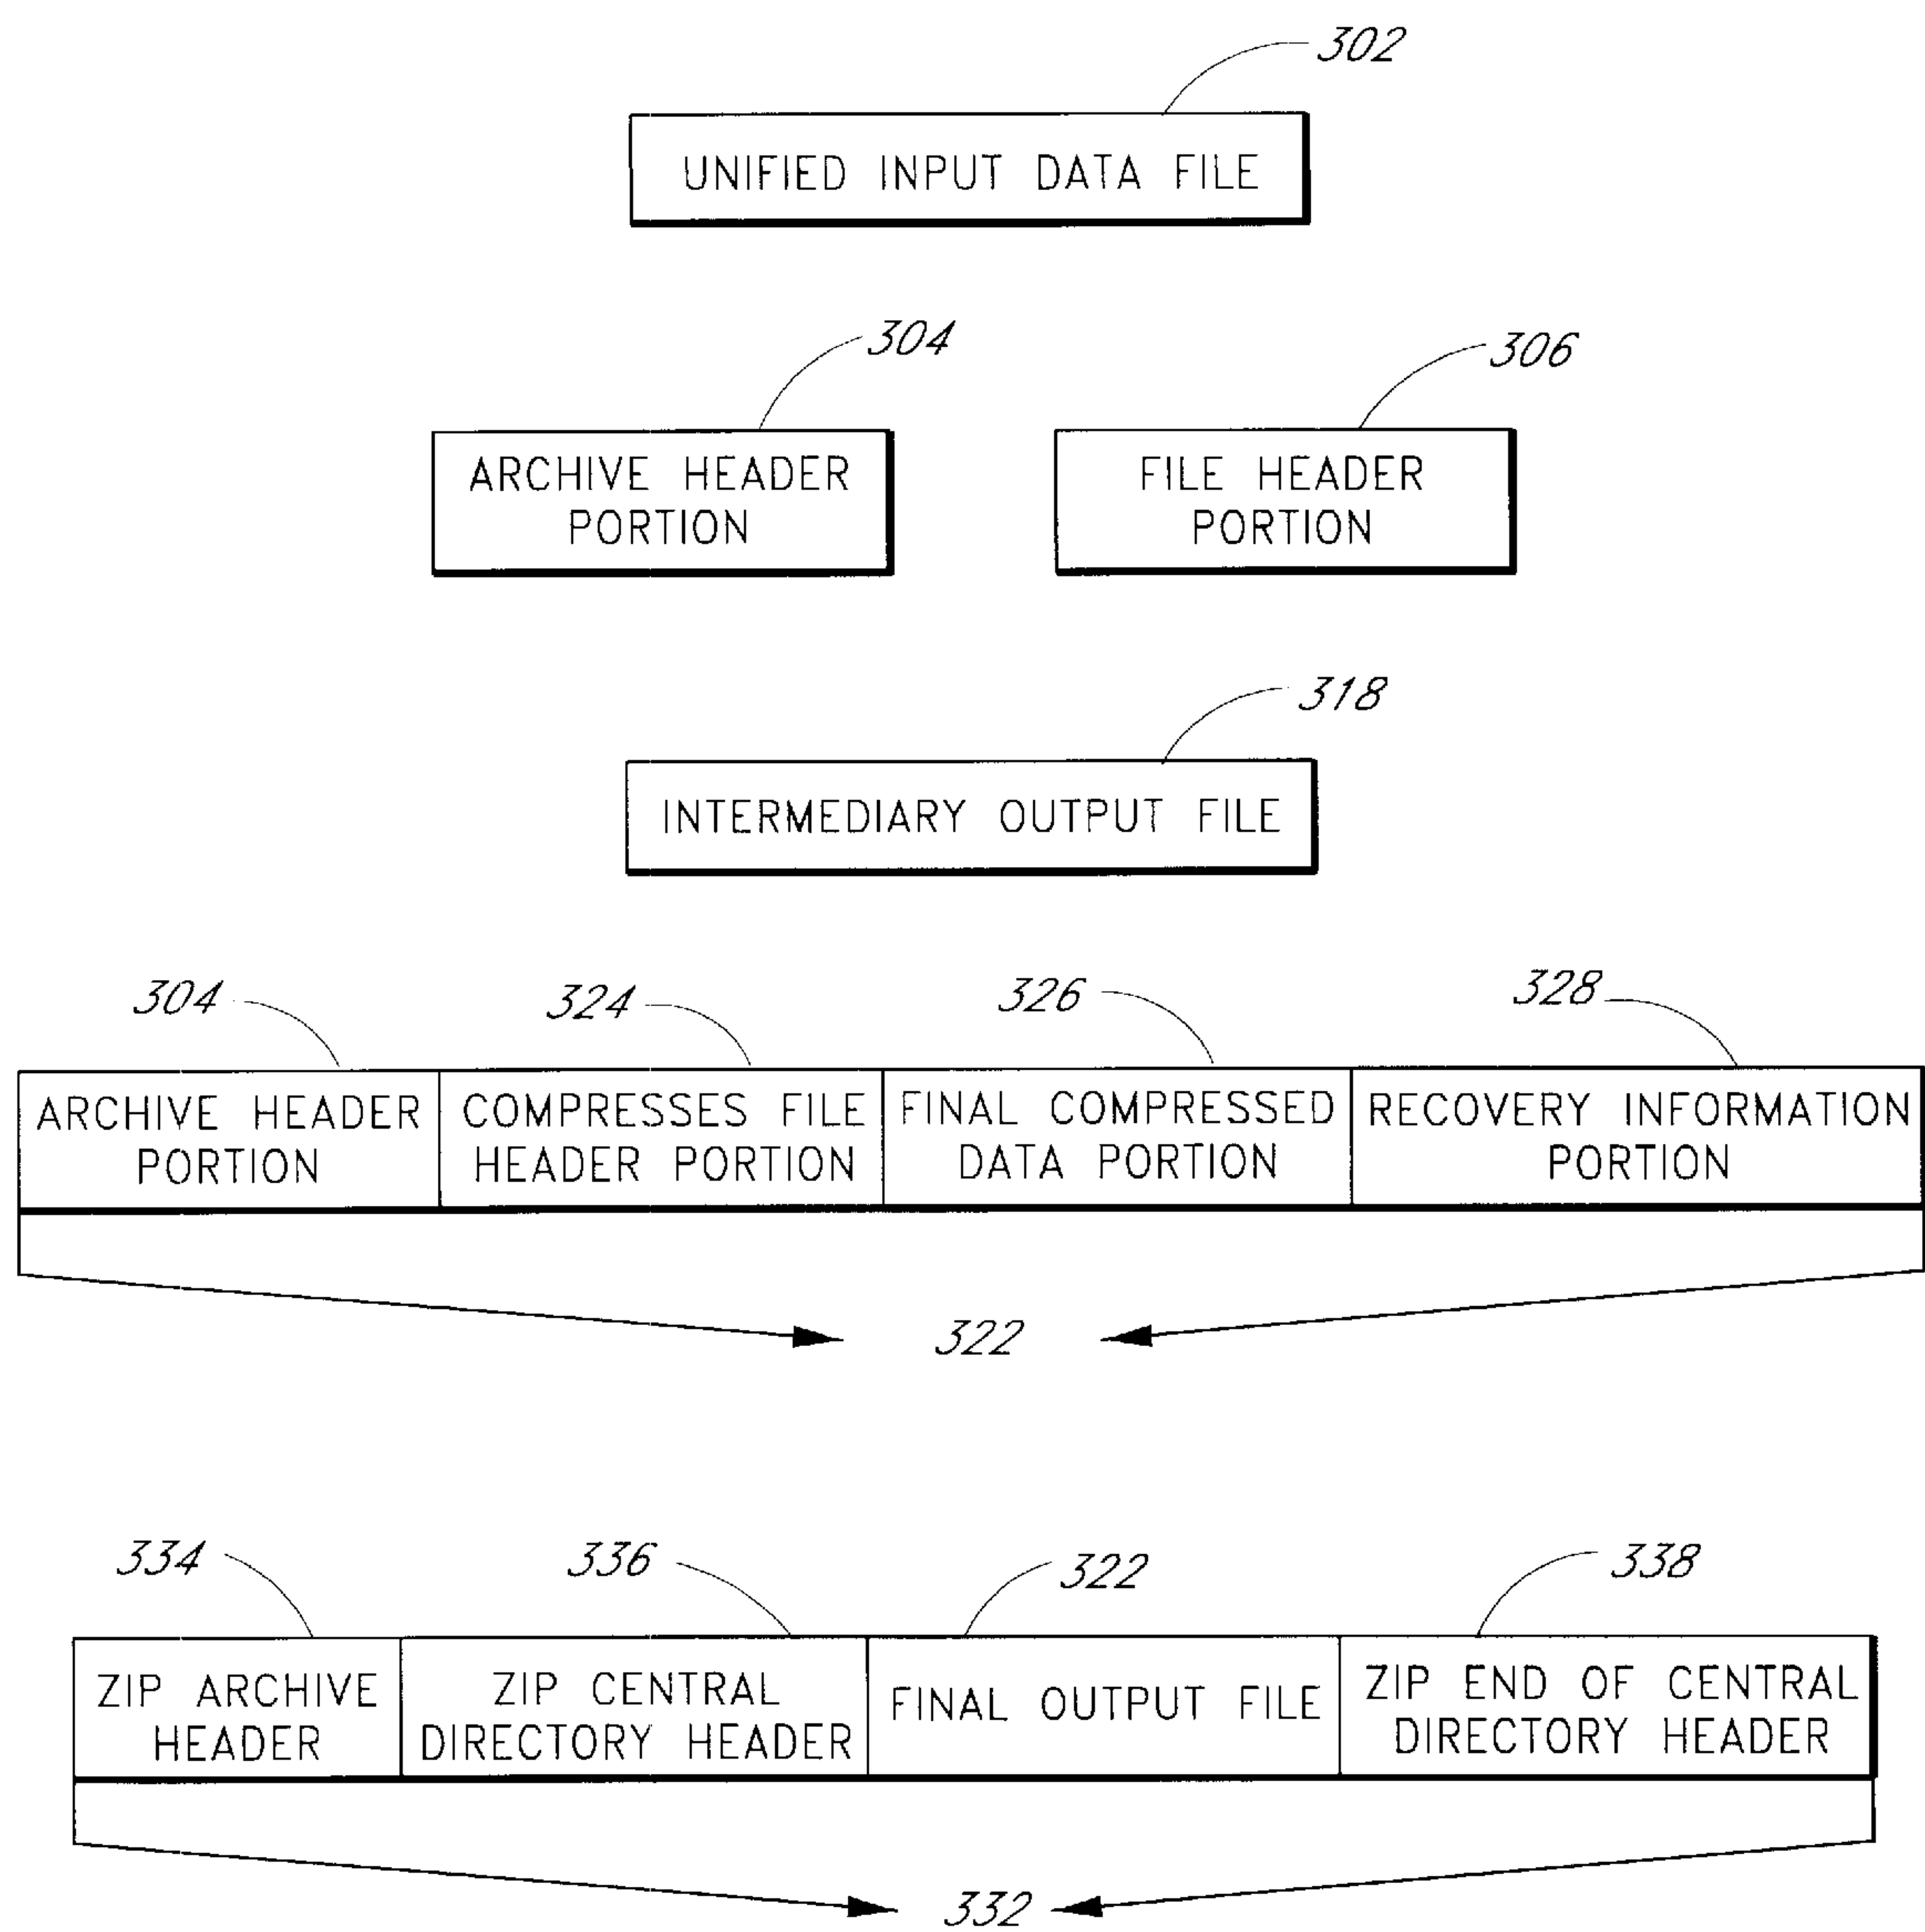 302
UNIFIED INPUT DATA FILE
304
306
ARCHIVE HEADER
PORTION
FILE HEADER
PORTION
318
INTERMEDIARY OUTPUT FILE
304
324
326
328
ARCHIVE HEADER
PORTION
COMPRESSES FILE
HEADER PORTION
FINAL COMPRESSED
DATA PORTION
RECOVERY INFORMATION
PORTION
322
334
336
322
338
ZIP ARCHIVE
HEADER
ZIP CENTRAL
DIRECTORY HEADER
FINAL OUTPUT FILE
ZIP END OF CENTRAL
DIRECTORY HEADER
332